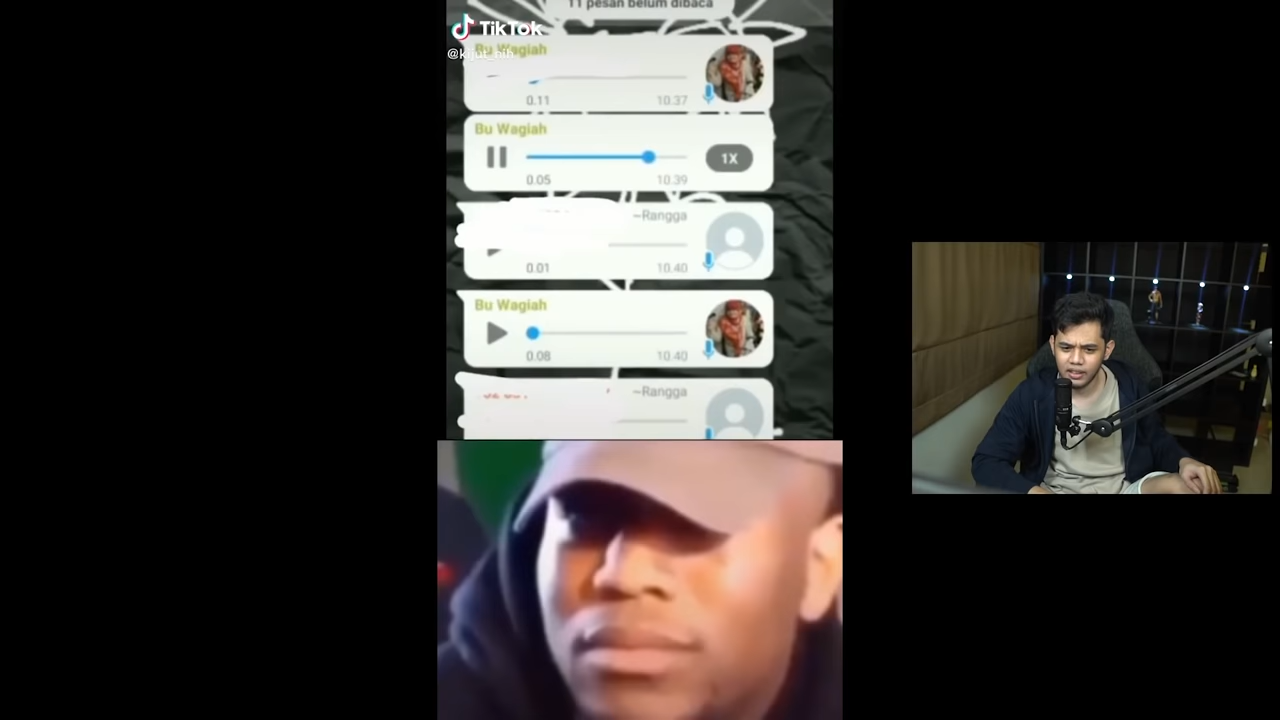 11 pesan belum dibaca
TikTok
Bu Wagiah
0.11 10.37
Bu Wagiah
1X
0.05 10.39
~Rangga
0.01 10.40
Bu Wagiah
0.08 10.40
~Rangga